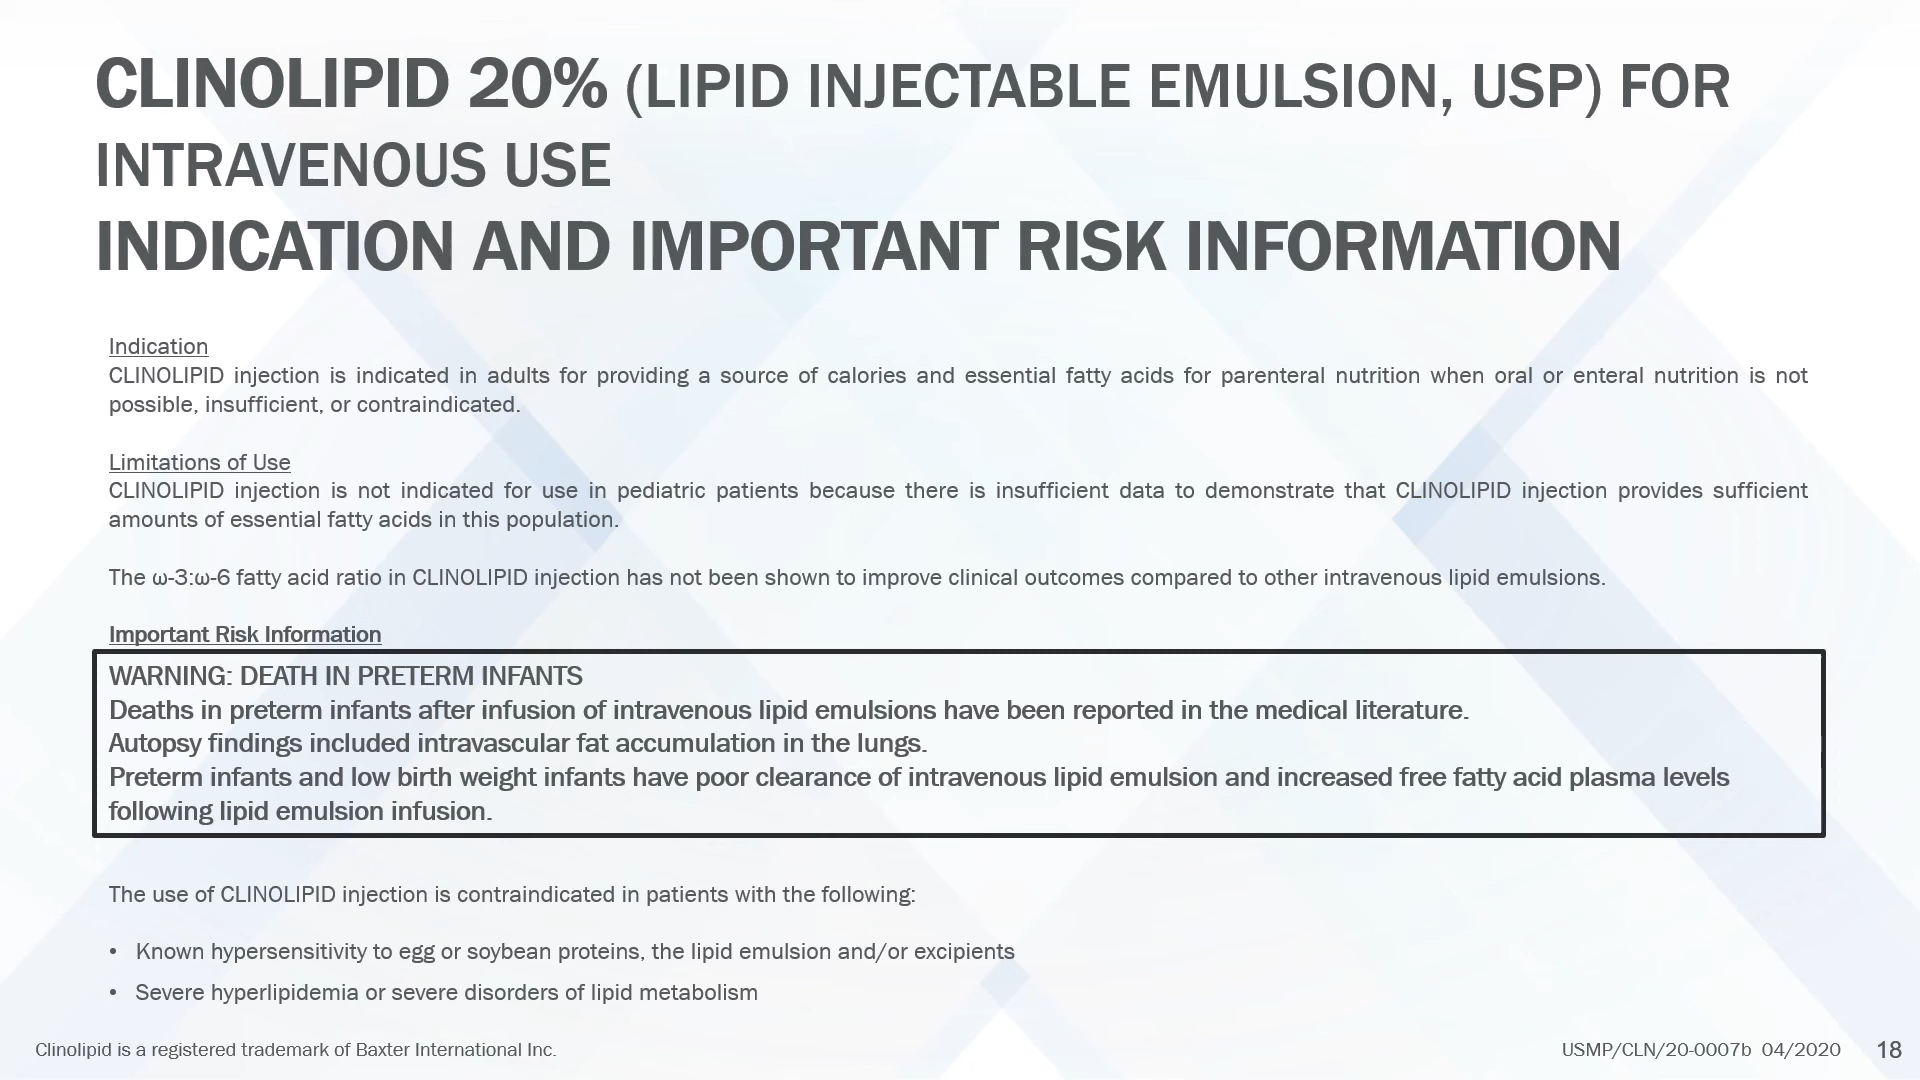 CLINOLIPID 20% (LIPID INJECTABLE EMULSION, USP) FOR
INTRAVENOUS USE
INDICATION AND IMPORTANT RISK INFORMATION
Indication
CLINOLIPID injection is indicated in adults for providing a source of calories and essential fatty acids for parenteral nutrition when oral or enteral nutrition is not
possible, insufficient, or contraindicated.
Limitations of Use
CLINOLIPID injection is not indicated for use in pediatric patients because there is insufficient data to demonstrate that CLINOLIPID injection provides sufficient
amounts of essential fatty acids in this population.
The ω-3:ω-6 fatty acid ratio in CLINOLIPID injection has not been shown to improve clinical outcomes compared to other intravenous lipid emulsions.
Important Risk Information
WARNING: DEATH IN PRETERM INFANTS
Deaths in preterm infants after infusion of intravenous lipid emulsions have been reported in the medical literature.
Autopsy findings included intravascular fat accumulation in the lungs.
Preterm infants and low birth weight infants have poor clearance of intravenous lipid emulsion and increased free fatty acid plasma levels
following lipid emulsion infusion.
The use of CLINOLIPID injection is contraindicated in patients with the following:
• Known hypersensitivity to egg or soybean proteins, the lipid emulsion and/or excipients
• Severe hyperlipidemia or severe disorders of lipid metabolism
Clinolipid is a registered trademark of Baxter International Inc.
USMP/CLN/20-0007b 04/2020 18